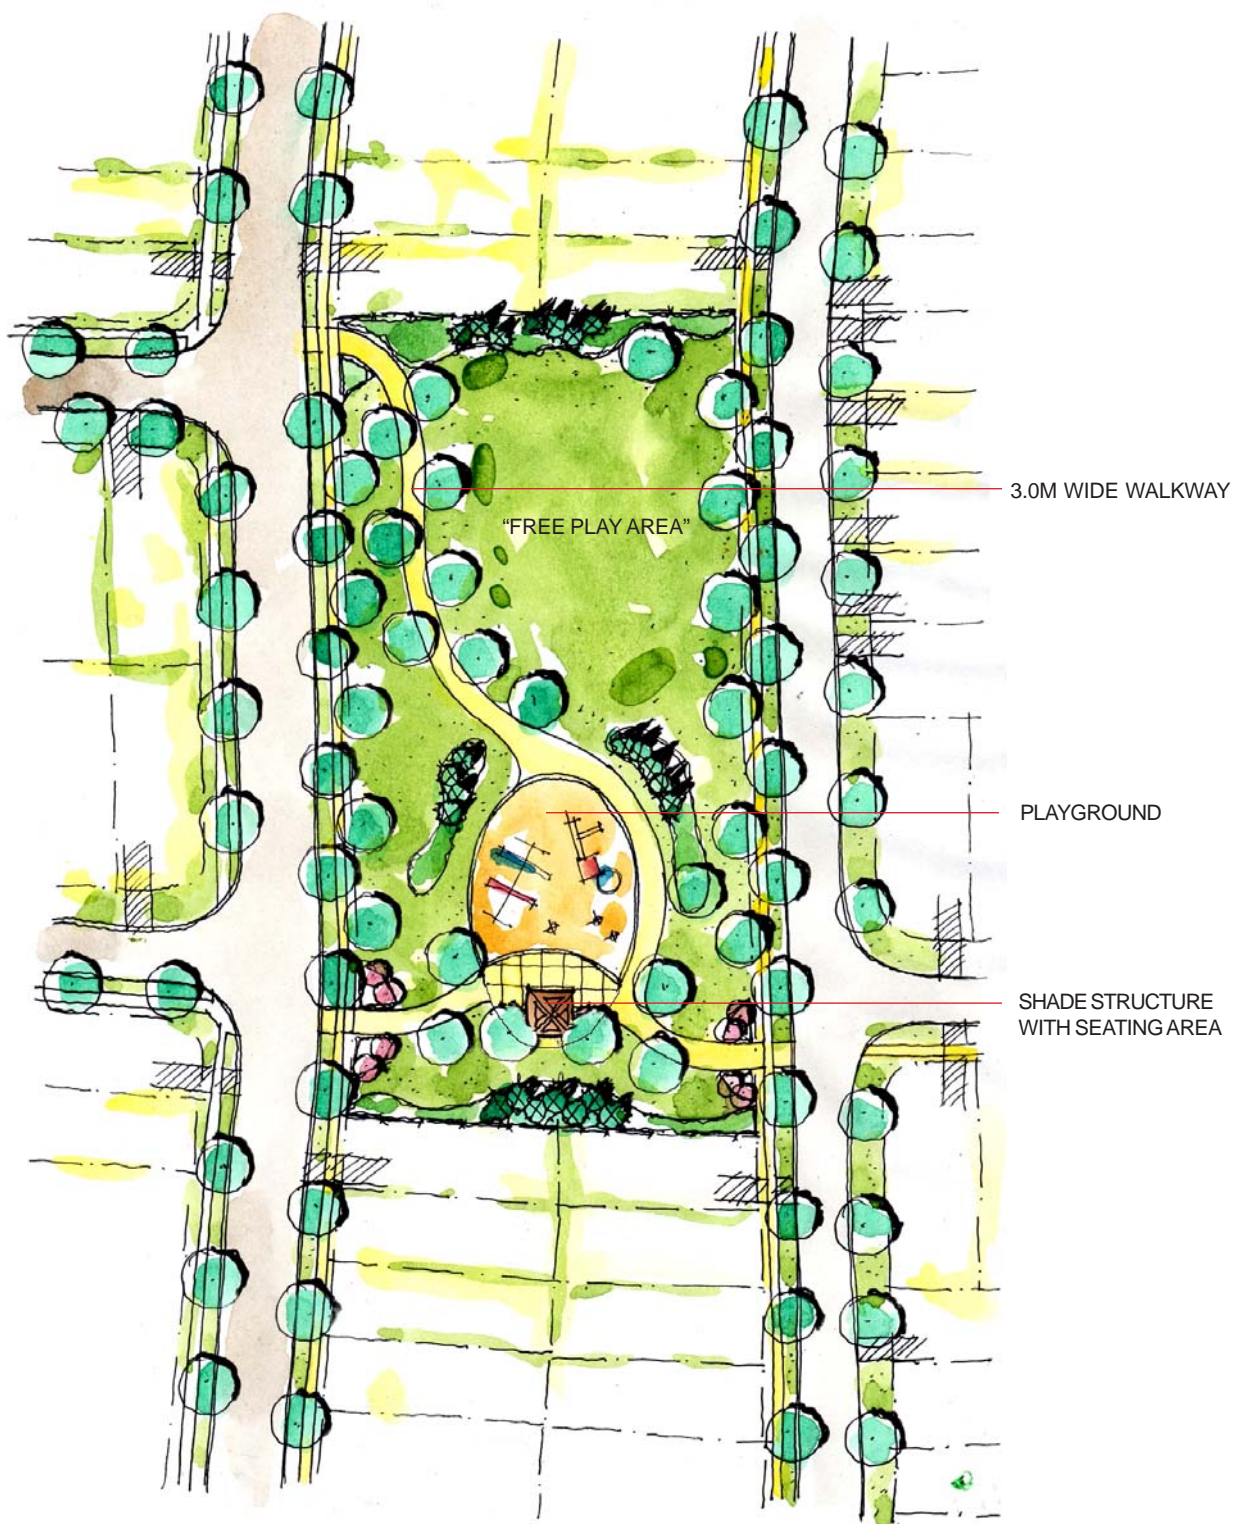 3.0M WIDE WALKWAY
“FREE PLAY AREA”
PLAYGROUND
SHADE STRUCTURE
WITH SEATING AREA